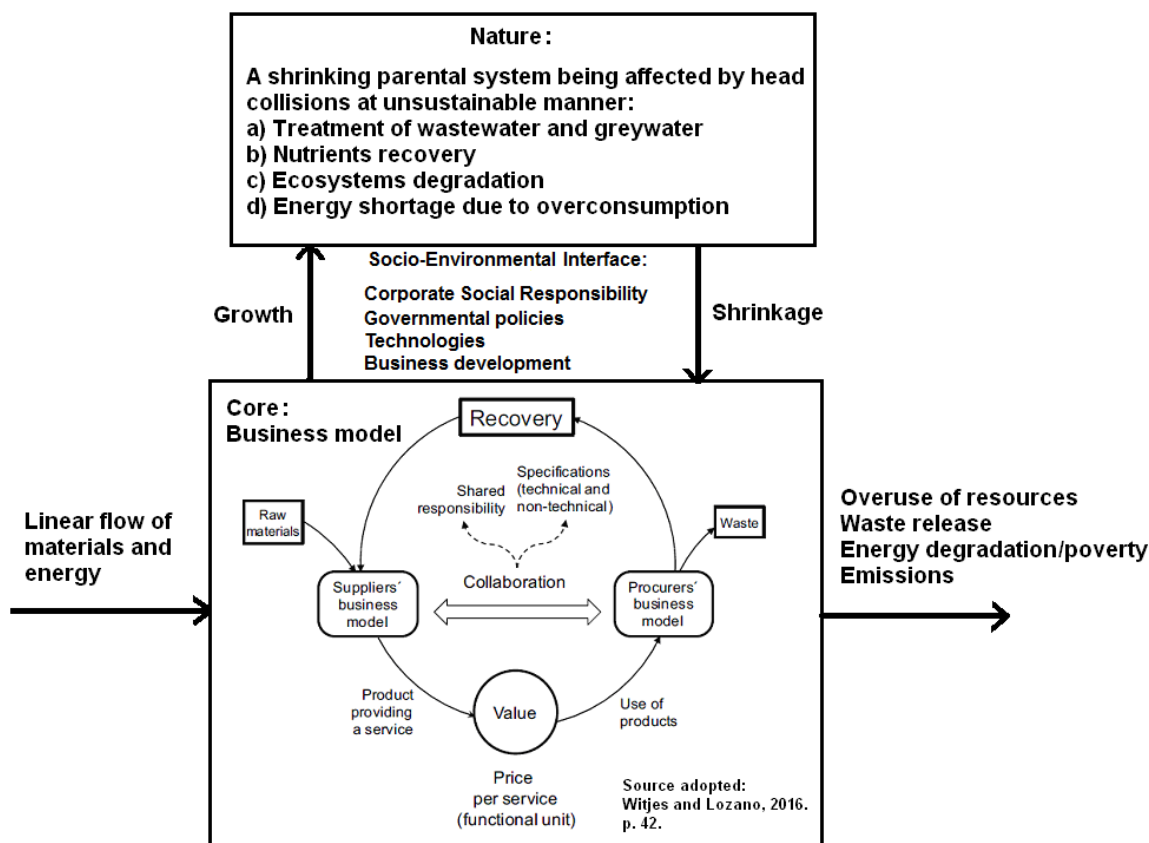 Nature:
A shrinking parental system being affected by head
collisions at unsustainable manner:
a) Treatment of wastewater and greywater
b) Nutrients recovery
c) Ecosystems degradation
d) Energy shortage due to overconsumption
Socio-Environmental Interface:
Corporate Social Responsibility
Governmental policies
Technologies
Business development
Growth
Shrinkage
Core:
Business model
Recovery
Specifications
(technical and
non-technical)
Shared
responsibility
Raw
materials
Waste
Collaboration
Suppliers´
business
model
Procurers´
business
model
Product
providing
a service
Value
Use of
products
Price
per service
(functional unit)
Source adopted:
Witjes and Lozano, 2016.
p. 42.
Linear flow of
materials and
energy
Overuse of resources
Waste release
Energy degradation/poverty
Emissions